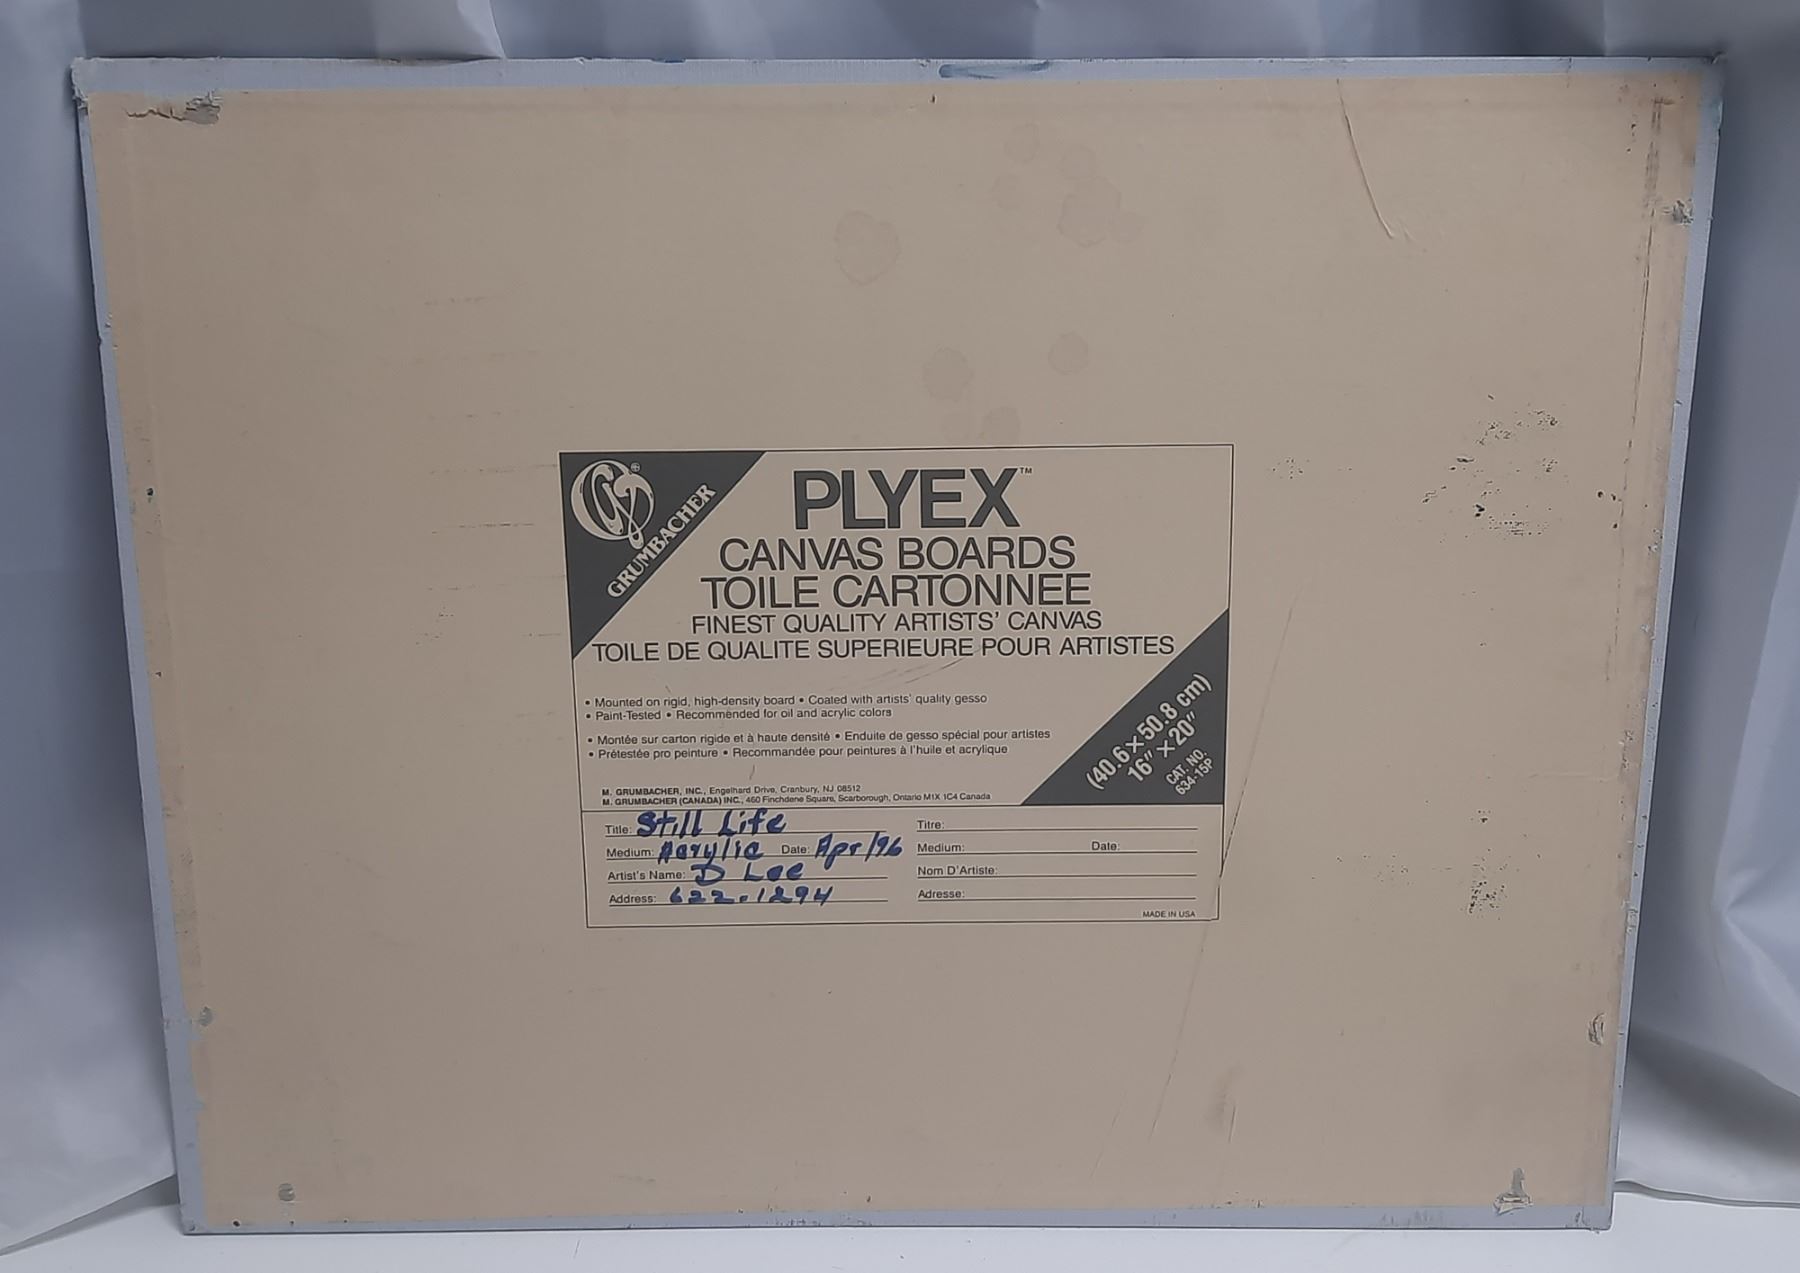 GRUMBACHER
PLYEX™
CANVAS BOARDS
TOILE CARTONNEE
FINEST QUALITY ARTISTS' CANVAS
TOILE DE QUALITE SUPERIEURE POUR ARTISTES
• Mounted on rigid, high-density board • Coated with artists' quality gesso
• Paint-Tested • Recommended for oil and acrylic colors
• Montée sur carton rigide et à haute densité • Enduite de gesso spécial pour artistes
• Prétestée pro peinture • Recommandée pour peintures à l'huile et acrylique
(40.6 × 50.8 cm)
16" × 20"
CAT. NO.
634-15P
M. GRUMBACHER, INC., Engelhard Drive, Cranbury, NJ 08512
M. GRUMBACHER (CANADA) INC., 460 Finchdene Square, Scarborough, Ontario M1X 1C4 Canada
Title: Still Life
Medium: Acrylic Date: Apr/96
Artist's Name: D Lee
Address: 622-1294
Titre:
Medium: Date:
Nom D'Artiste:
Adresse:
MADE IN USA